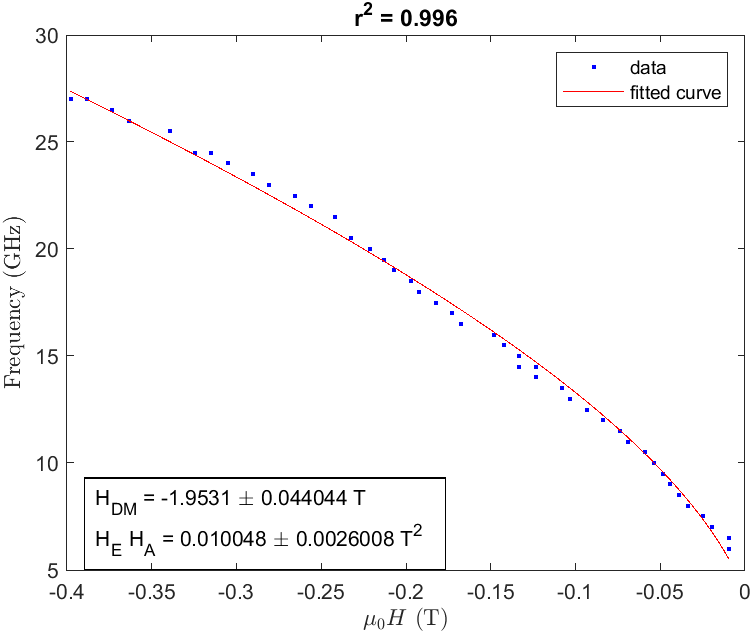 r² = 0.996
data
fitted curve
30
25
20
15
10
5
Frequency (GHz)
H_DM = -1.9531 ± 0.044044 T
H_E H_A = 0.010048 ± 0.0026008 T²
-0.4 -0.35 -0.3 -0.25 -0.2 -0.15 -0.1 -0.05 0
μ₀H (T)